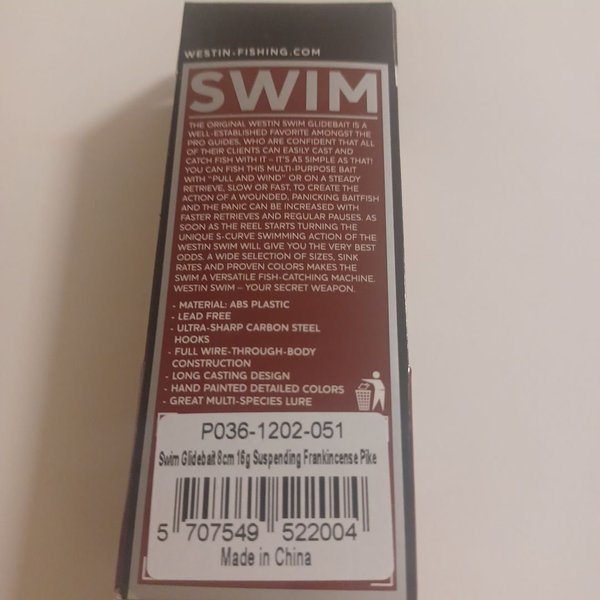 WESTIN-FISHING.COM
SWIM
THE ORIGINAL WESTIN SWIM GLIDEBAIT IS A
WELL-ESTABLISHED FAVORITE AMONGST THE
PRO GUIDES, WHO ARE CONFIDENT THAT ALL
OF THEIR CLIENTS CAN EASILY CAST AND
CATCH FISH WITH IT – IT'S AS SIMPLE AS THAT!
YOU CAN FISH THIS MULTI-PURPOSE BAIT
WITH "PULL AND WIND" OR ON A STEADY
RETRIEVE, SLOW OR FAST, TO CREATE THE
ACTION OF A WOUNDED, PANICKING BAITFISH
AND THE PANIC CAN BE INCREASED WITH
FASTER RETRIEVES AND REGULAR PAUSES. AS
SOON AS THE REEL STARTS TURNING THE
UNIQUE S-CURVE SWIMMING ACTION OF THE
WESTIN SWIM WILL GIVE YOU THE VERY BEST
ODDS. A WIDE SELECTION OF SIZES, SINK
RATES AND PROVEN COLORS MAKES THE
SWIM A VERSATILE FISH-CATCHING MACHINE.
WESTIN SWIM – YOUR SECRET WEAPON.
- MATERIAL: ABS PLASTIC
- LEAD FREE
- ULTRA-SHARP CARBON STEEL
HOOKS
- FULL WIRE-THROUGH-BODY
CONSTRUCTION
- LONG CASTING DESIGN
- HAND PAINTED DETAILED COLORS
- GREAT MULTI-SPECIES LURE
P036-1202-051
Swim Glidebait 8cm 16g Suspending Frankincense Pike
5 707549 522004
Made in China